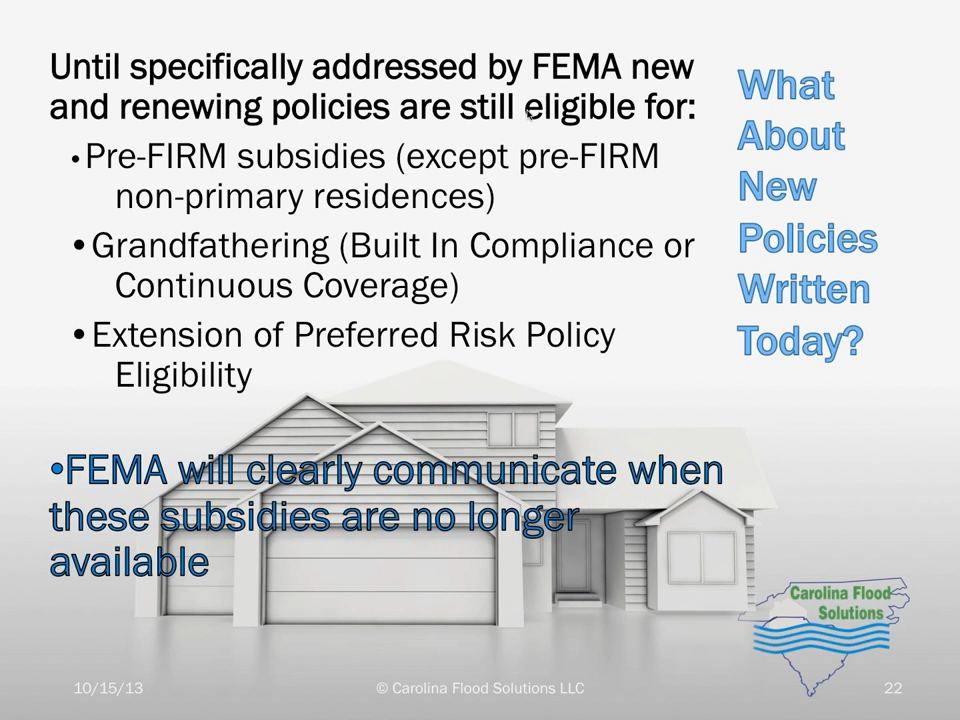 Until specifically addressed by FEMA new
and renewing policies are still eligible for:
• Pre-FIRM subsidies (except pre-FIRM
non-primary residences)
• Grandfathering (Built In Compliance or
Continuous Coverage)
• Extension of Preferred Risk Policy
Eligibility
• FEMA will clearly communicate when
these subsidies are no longer
available
What
About
New
Policies
Written
Today?
Carolina Flood
Solutions
10/15/13
© Carolina Flood Solutions LLC
22